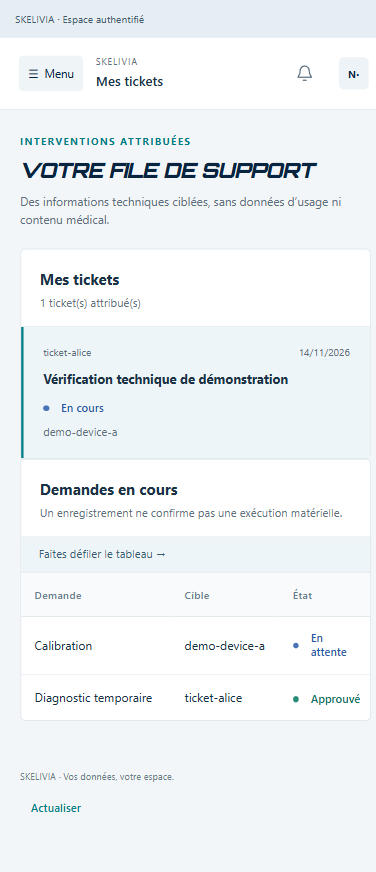 SKELIVIA · Espace authentifié
☰ Menu
SKELIVIA
Mes tickets
N·
INTERVENTIONS ATTRIBUÉES
VOTRE FILE DE SUPPORT
Des informations techniques ciblées, sans données d’usage ni
contenu médical.
Mes tickets
1 ticket(s) attribué(s)
ticket-alice 14/11/2026
Vérification technique de démonstration
En cours
demo-device-a
Demandes en cours
Un enregistrement ne confirme pas une exécution matérielle.
Faites défiler le tableau →
Demande Cible État
Calibration demo-device-a En
attente
Diagnostic temporaire ticket-alice Approuvé
SKELIVIA · Vos données, votre espace.
Actualiser